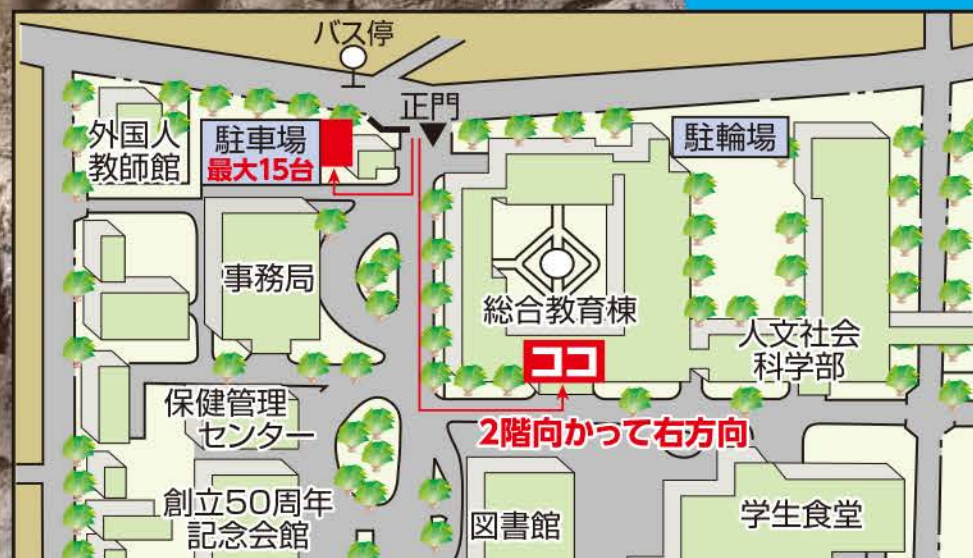 バス停
正門
外国人
教師館
駐車場
最大15台
駐輪場
事務局
総合教育棟
ココ
人文社会
科学部
2階向かって右方向
保健管理
センター
創立50周年
記念会館
図書館
学生食堂